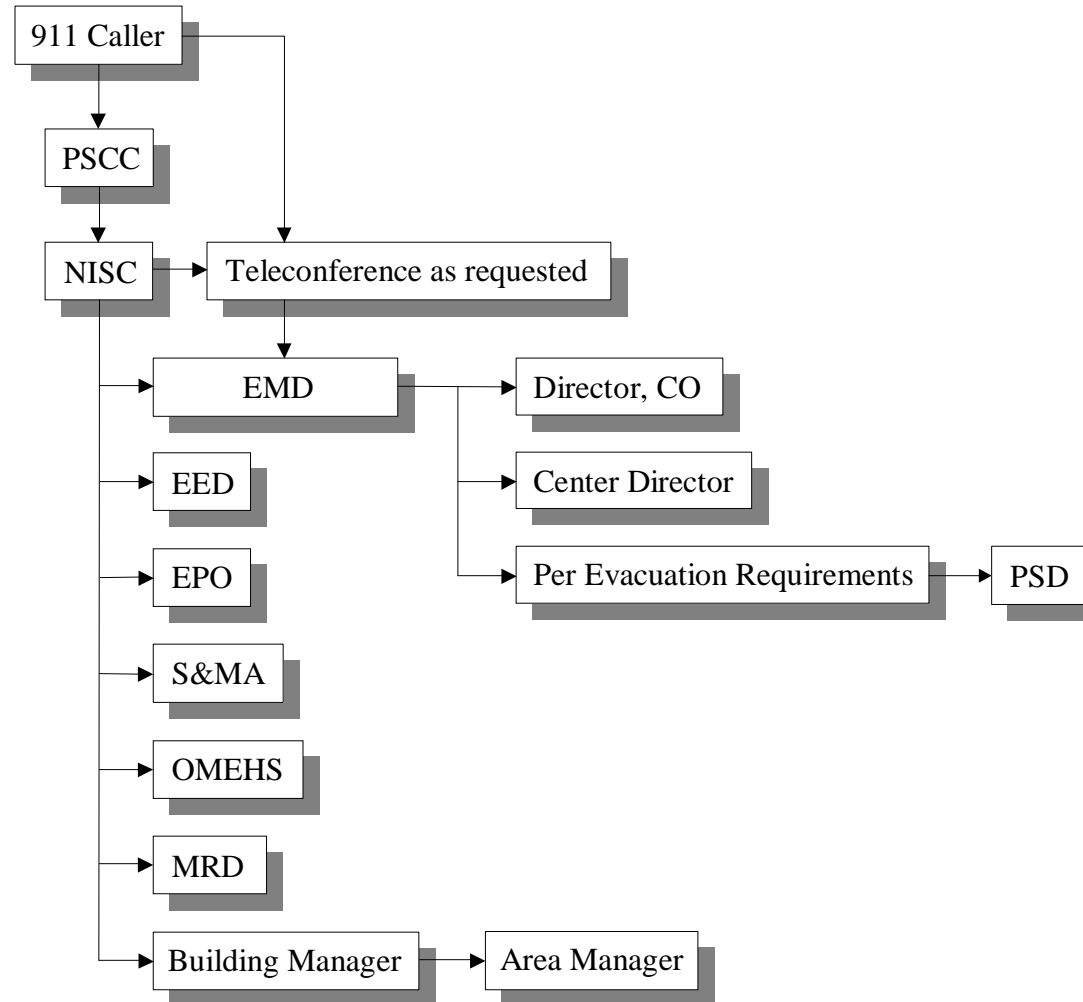 911 Caller
PSCC
NISC
Teleconference as requested
EMD
Director, CO
EED
Center Director
EPO
Per Evacuation Requirements
PSD
S&MA
OMEHS
MRD
Building Manager
Area Manager